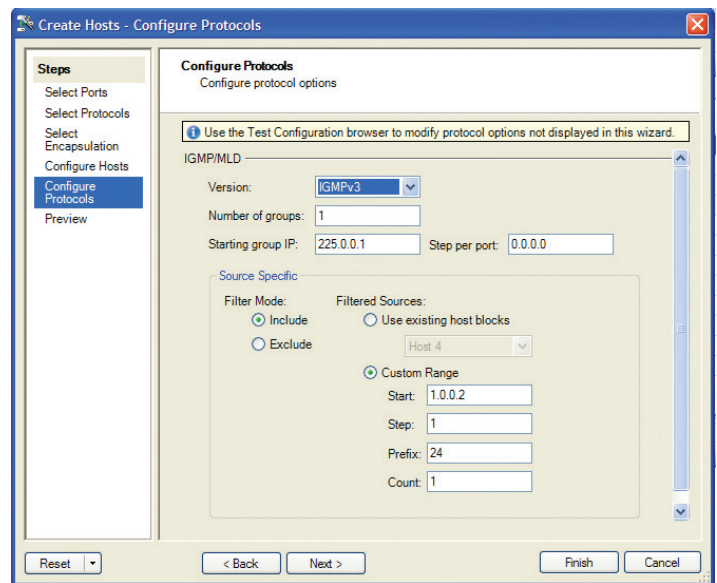 Create Hosts - Configure Protocols
Steps
Select Ports
Select Protocols
Select
Encapsulation
Configure Hosts
Configure
Protocols
Preview
Configure Protocols
Configure protocol options
Use the Test Configuration browser to modify protocol options not displayed in this wizard.
IGMP/MLD
Version: IGMPv3
Number of groups: 1
Starting group IP: 225.0.0.1 Step per port: 0.0.0.0
Source Specific
Filter Mode: Filtered Sources:
Include Use existing host blocks
Exclude Host 4
Custom Range
Start: 1.0.0.2
Step: 1
Prefix: 24
Count: 1
Reset < Back Next > Finish Cancel